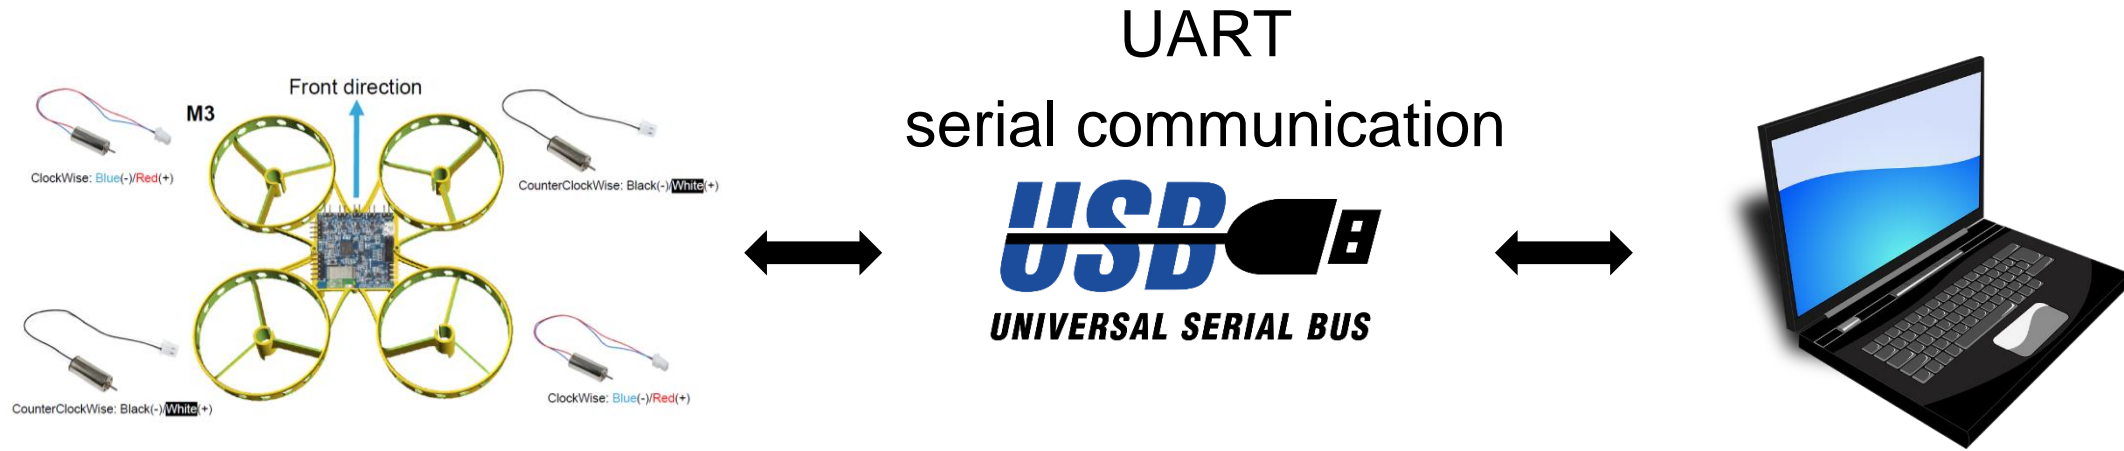 UART
serial communication
Front direction
M3
ClockWise: Blue(-)/Red(+)
CounterClockWise: Black(-)/White(+)
USB
UNIVERSAL SERIAL BUS
CounterClockWise: Black(-)/White(+)
ClockWise: Blue(-)/Red(+)